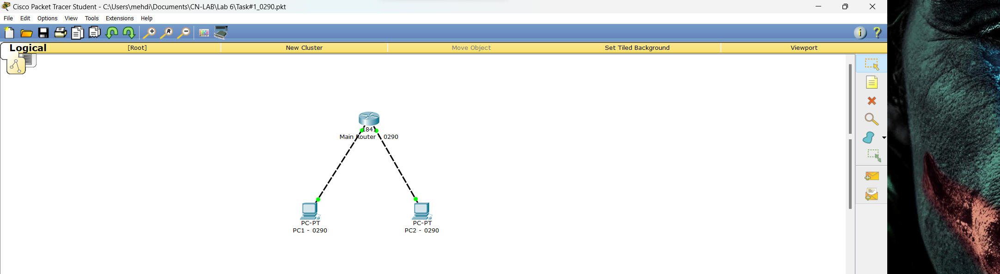 Cisco Packet Tracer Student - C:\Users\mehdi\Documents\CN-LAB\Lab 6\Task#1_0290.pkt
File Edit Options View Tools Extensions Help
Logical [Root] New Cluster Move Object Set Tiled Background Viewport
1841
Main Router - 0290
PC-PT
PC1 - 0290
PC-PT
PC2 - 0290